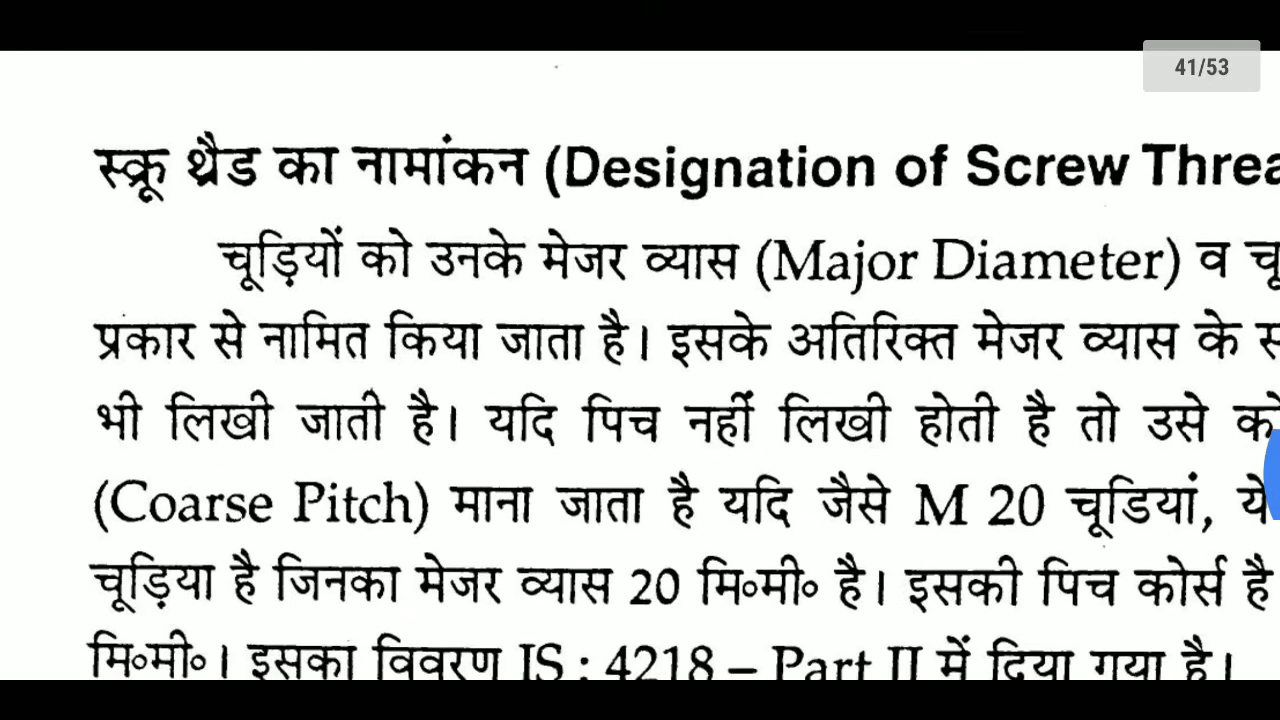 41/53
स्क्रू थ्रैड का नामांकन (Designation of Screw
चूड़ियों को उनके मेजर व्यास (Major Diameter) व
प्रकार से नामित किया जाता है। इसके अतिरिक्त मेजर व्यास के
भी लिखी जाती है। यदि पिच नहीं लिखी होती है तो उसे
(Coarse Pitch) माना जाता है यदि जैसे M 20 चूडियां, ये
चूड़िया है जिनका मेजर व्यास 20 मि०मी० है। इसकी पिच कोर्स है
मि०मी०। इसका विवरण IS : 4218 – Part II में दिया गया है।